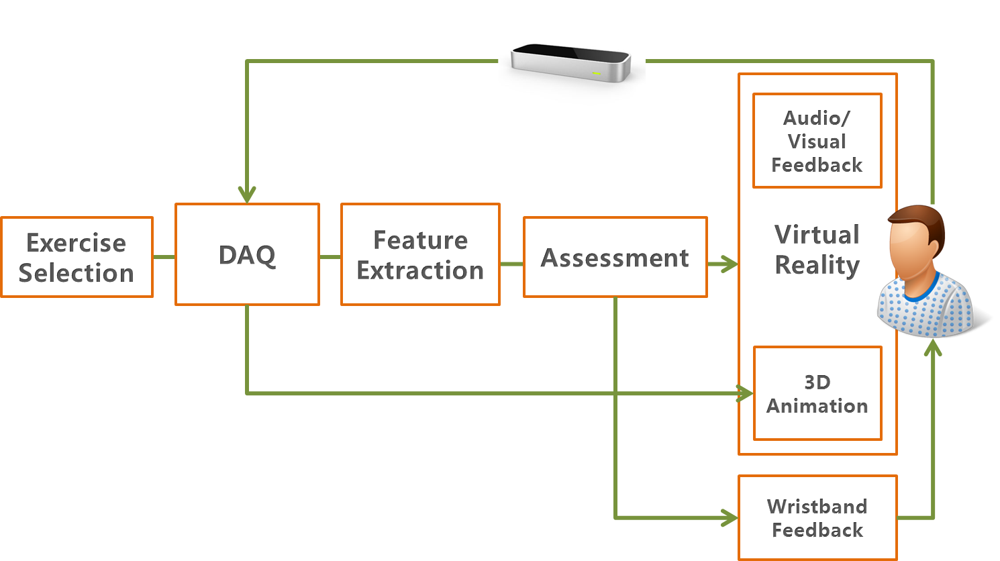 Exercise
Selection
DAQ
Feature
Extraction
Assessment
Audio/
Visual
Feedback
Virtual
Reality
3D
Animation
Wristband
Feedback